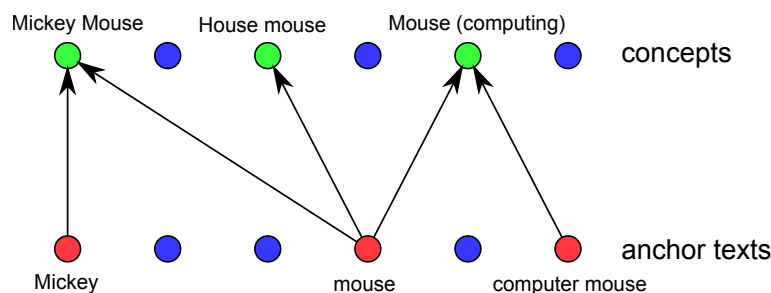 Mickey Mouse
House mouse
Mouse (computing)
concepts
anchor texts
Mickey
mouse
computer mouse